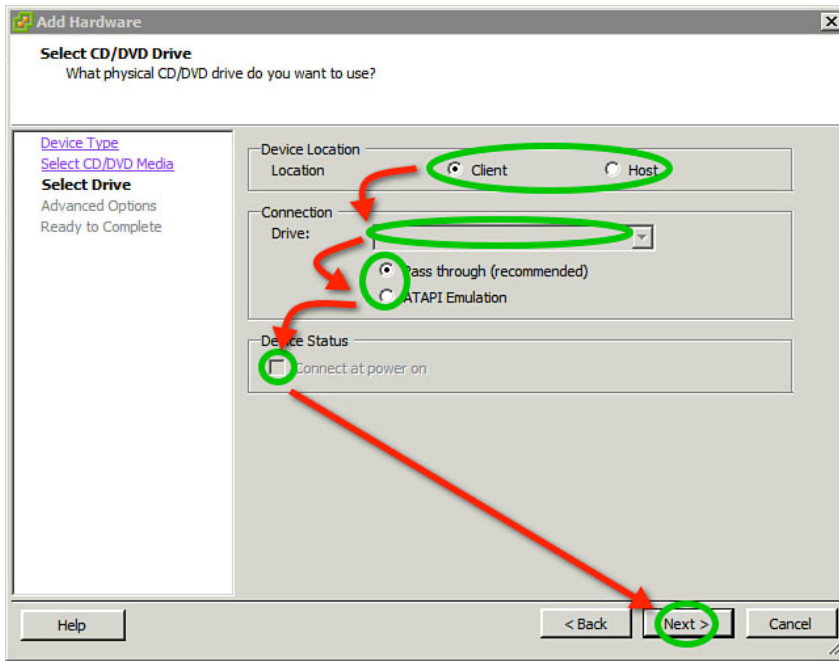 Add Hardware
Select CD/DVD Drive
What physical CD/DVD drive do you want to use?
Device Type
Select CD/DVD Media
Select Drive
Advanced Options
Ready to Complete
Device Location
Location Client Host
Connection
Drive:
Pass through (recommended)
ATAPI Emulation
Device Status
Connect at power on
Help < Back Next > Cancel